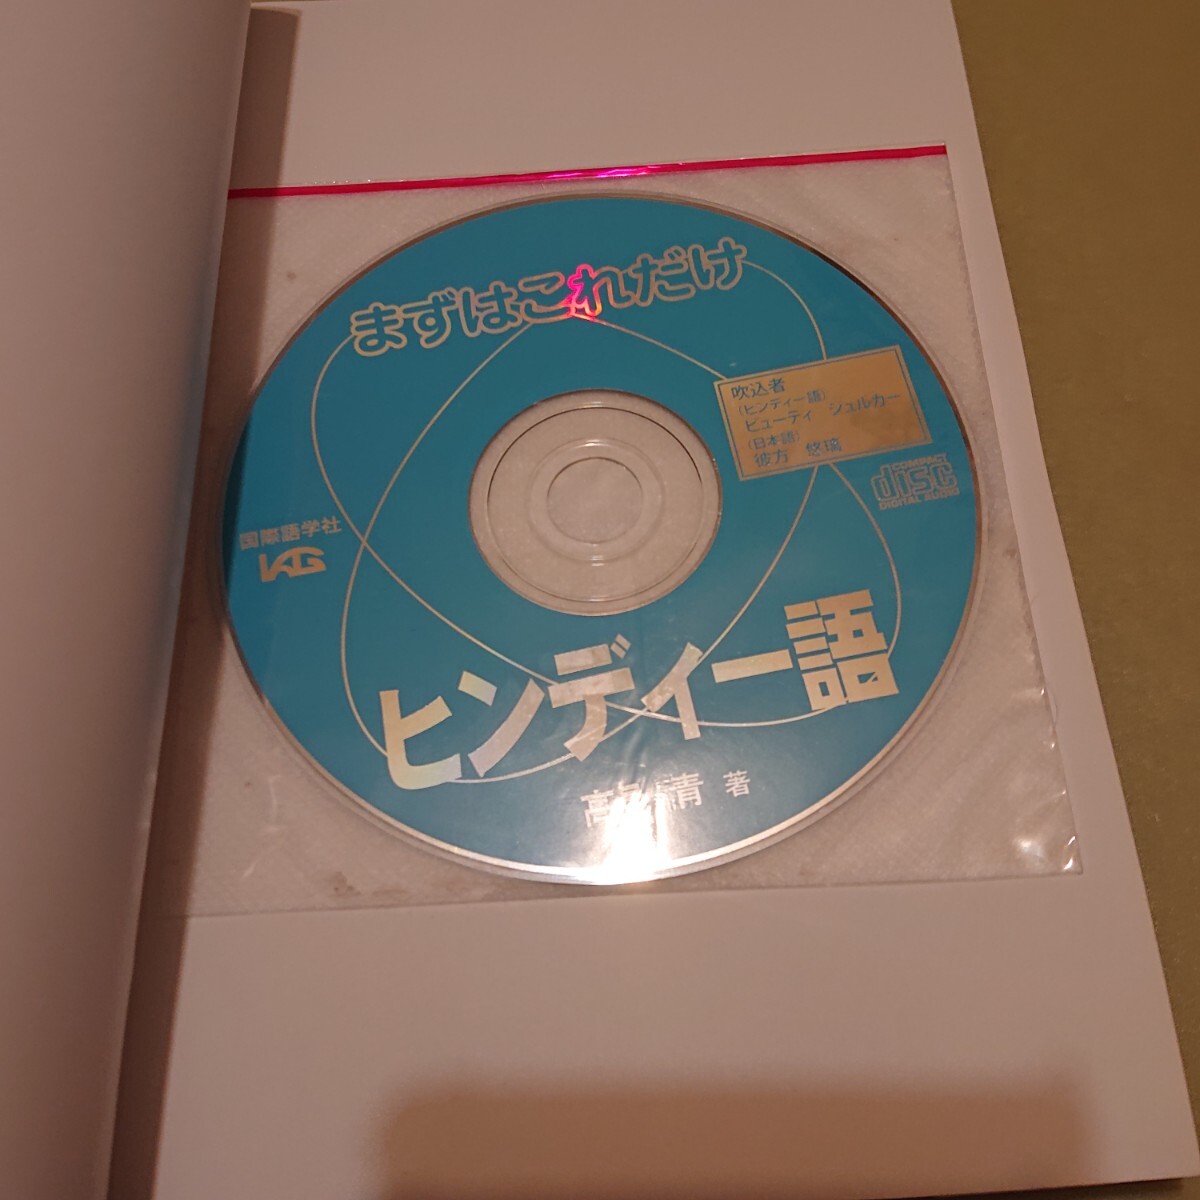 まずはこれだけ
吹込者
(ヒンディー語)
ビューティ ジュルカー
(日本語)
彼方 悠璃
COMPACT
disc
DIGITAL AUDIO
国際語学社
ヒンディー語
著